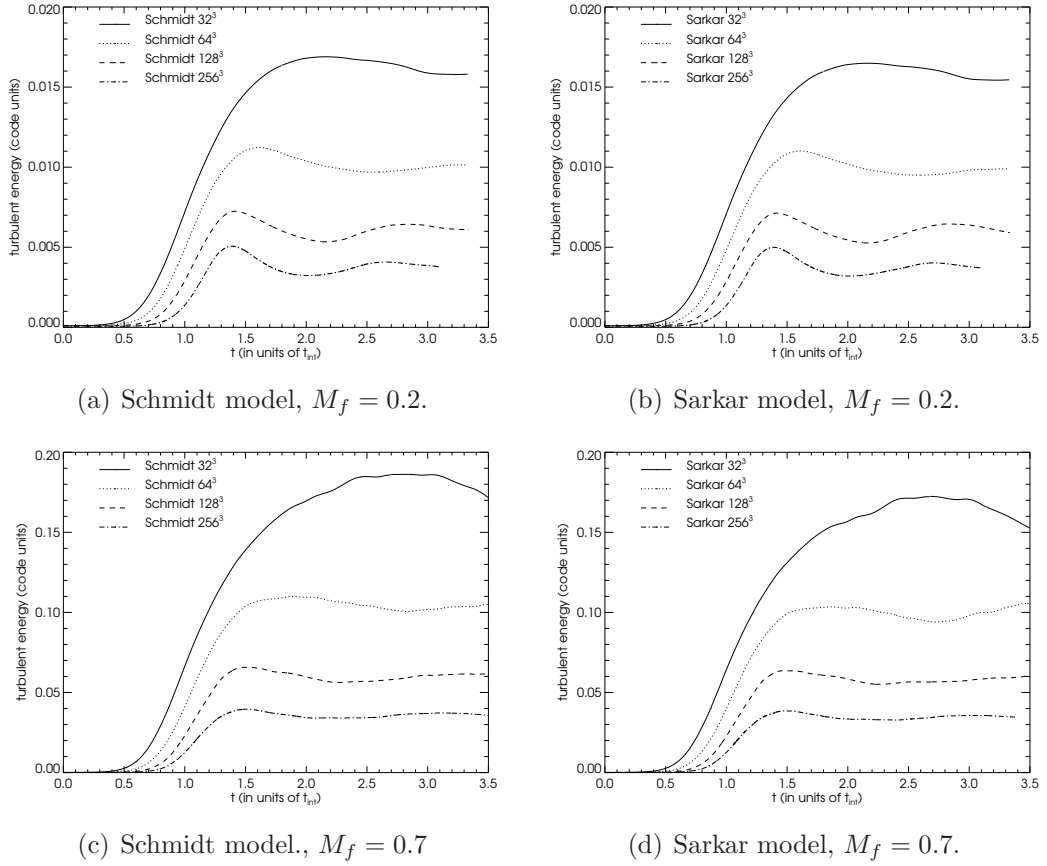 Schmidt 32³
Schmidt 64³
Schmidt 128³
Schmidt 256³
turbulent energy (code units)
0.020
0.015
0.010
0.005
0.000
0.0 0.5 1.0 1.5 2.0 2.5 3.0 3.5
t (in units of t_int)
(a) Schmidt model, M_f = 0.2.
Sarkar 32³
Sarkar 64³
Sarkar 128³
Sarkar 256³
turbulent energy (code units)
0.020
0.015
0.010
0.005
0.000
0.0 0.5 1.0 1.5 2.0 2.5 3.0 3.5
t (in units of t_int)
(b) Sarkar model, M_f = 0.2.
Schmidt 32³
Schmidt 64³
Schmidt 128³
Schmidt 256³
turbulent energy (code units)
0.20
0.15
0.10
0.05
0.00
0.0 0.5 1.0 1.5 2.0 2.5 3.0 3.5
t (in units of t_int)
(c) Schmidt model., M_f = 0.7
Sarkar 32³
Sarkar 64³
Sarkar 128³
Sarkar 256³
turbulent energy (code units)
0.20
0.15
0.10
0.05
0.00
0.0 0.5 1.0 1.5 2.0 2.5 3.0 3.5
t (in units of t_int)
(d) Sarkar model, M_f = 0.7.